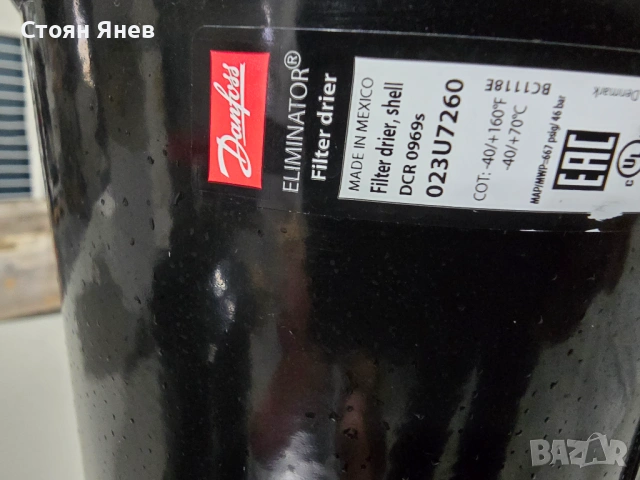 Стоян Янев
Danfoss
ELIMINATOR®
Filter drier
MADE IN MEXICO
Filter drier, shell
DCR 0969s
023U7260
COT: -40/+160°F
-40/+70°C
BC1118E
MAP/MWP=667 psig/ 46 bar
EAC
Denmark
c UL
BAZAR